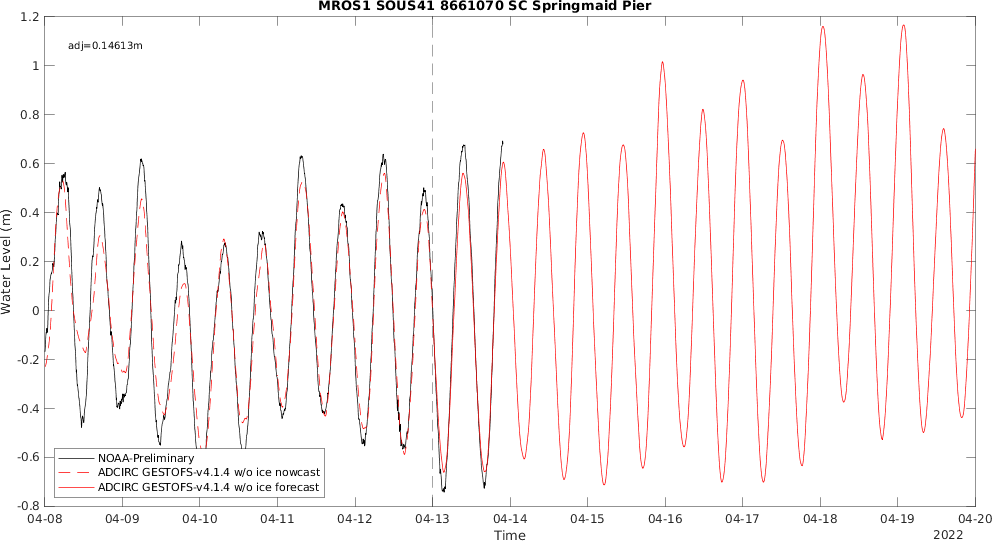 MROS1 SOUS41 8661070 SC Springmaid Pier
1.2
adj=0.14613m
1
0.8
0.6
0.4
0.2
0
-0.2
-0.4
-0.6
-0.8
Water Level (m)
NOAA-Preliminary
ADCIRC GESTOFS-v4.1.4 w/o ice nowcast
ADCIRC GESTOFS-v4.1.4 w/o ice forecast
04-08 04-09 04-10 04-11 04-12 04-13 04-14 04-15 04-16 04-17 04-18 04-19 04-20
Time
2022